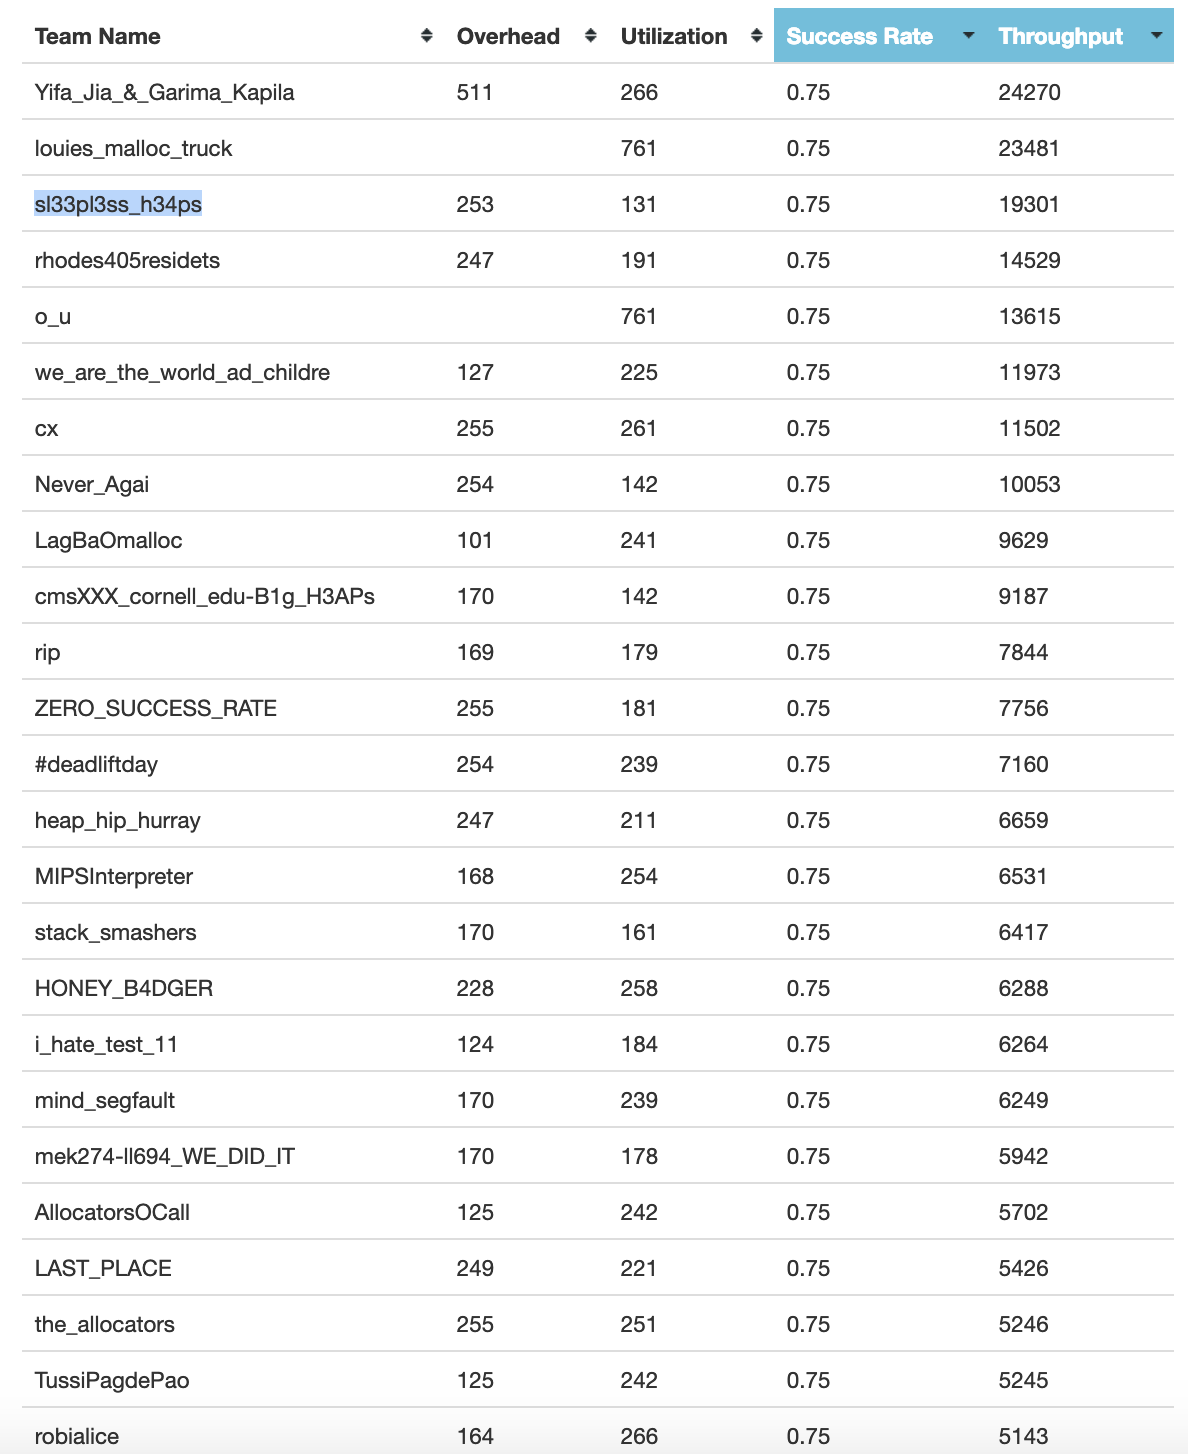 Team Name Overhead Utilization Success Rate Throughput
Yifa_Jia_&_Garima_Kapila 511 266 0.75 24270
louies_malloc_truck 761 0.75 23481
sl33pl3ss_h34ps 253 131 0.75 19301
rhodes405residets 247 191 0.75 14529
o_u 761 0.75 13615
we_are_the_world_ad_childre 127 225 0.75 11973
cx 255 261 0.75 11502
Never_Agai 254 142 0.75 10053
LagBaOmalloc 101 241 0.75 9629
cmsXXX_cornell_edu-B1g_H3APs 170 142 0.75 9187
rip 169 179 0.75 7844
ZERO_SUCCESS_RATE 255 181 0.75 7756
#deadliftday 254 239 0.75 7160
heap_hip_hurray 247 211 0.75 6659
MIPSInterpreter 168 254 0.75 6531
stack_smashers 170 161 0.75 6417
HONEY_B4DGER 228 258 0.75 6288
i_hate_test_11 124 184 0.75 6264
mind_segfault 170 239 0.75 6249
mek274-ll694_WE_DID_IT 170 178 0.75 5942
AllocatorsOCall 125 242 0.75 5702
LAST_PLACE 249 221 0.75 5426
the_allocators 255 251 0.75 5246
TussiPagdePao 125 242 0.75 5245
robialice 164 266 0.75 5143